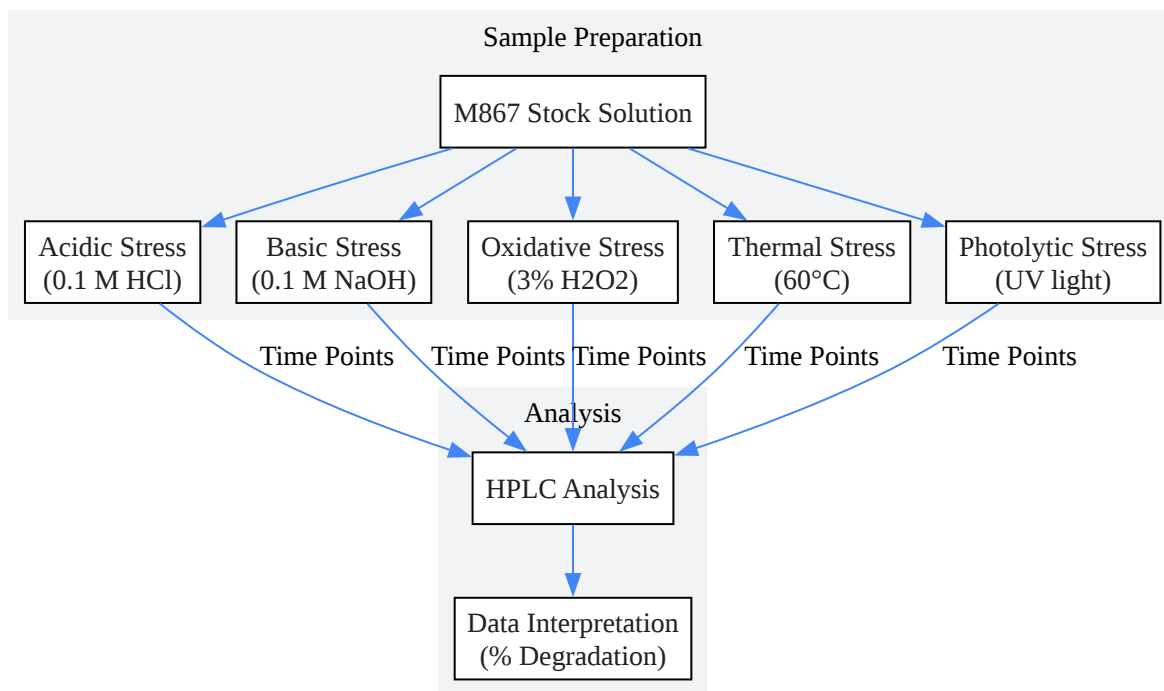 Sample Preparation
M867 Stock Solution
Acidic Stress
(0.1 M HCl)
Basic Stress
(0.1 M NaOH)
Oxidative Stress
(3% H2O2)
Thermal Stress
(60°C)
Photolytic Stress
(UV light)
Time Points
Time Points
Time Points
Time Points
Time Points
Analysis
HPLC Analysis
Data Interpretation
(% Degradation)